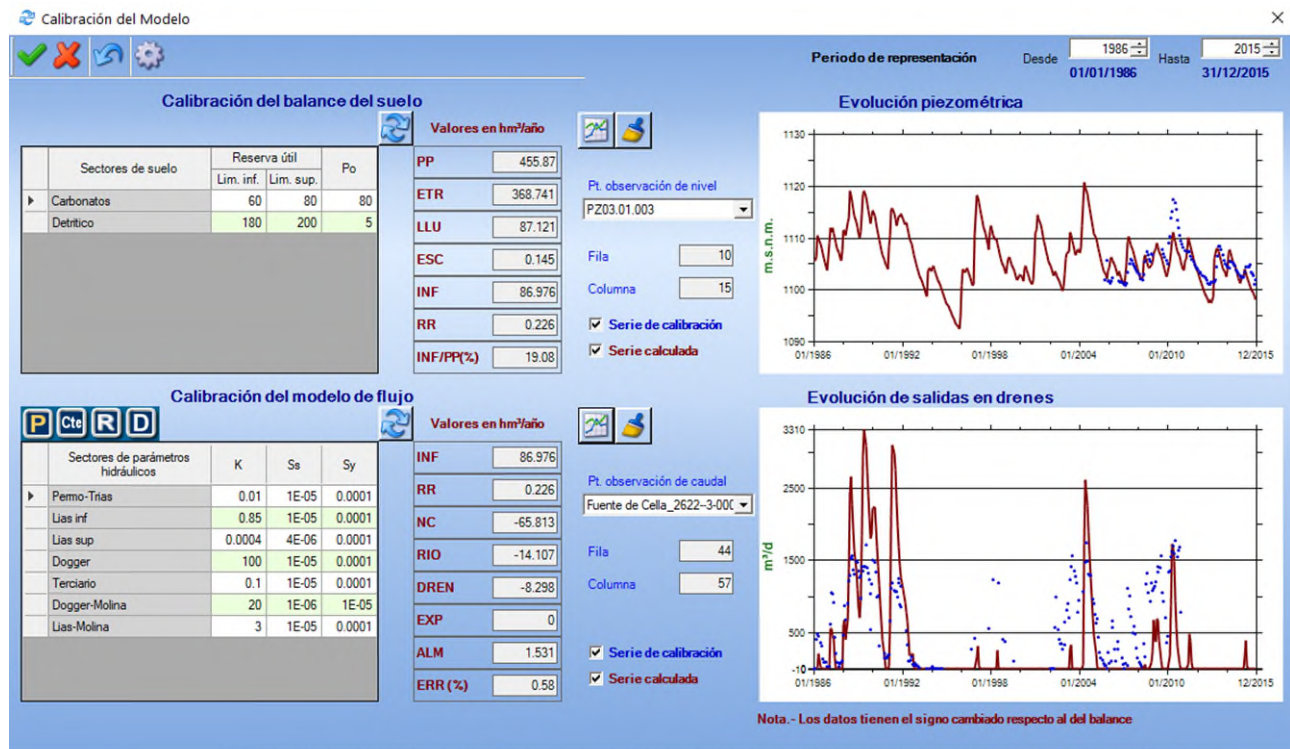 Calibración del Modelo
Periodo de representación
Desde
1986
Hasta
2015
01/01/1986
31/12/2015
Calibración del balance del suelo
Sectores de suelo
Reserva útil
Po
Lim. inf.
Lim. sup.
Carbonatos 60 80 80
Detritico 180 200 5
Valores en hm³/año
PP 455.87
ETR 368.741
LLU 87.121
ESC 0.145
INF 86.976
RR 0.226
INF/PP(%) 19.08
Pt. observación de nivel
PZ03.01.003
Fila 10
Columna 15
Serie de calibración
Serie calculada
Evolución piezométrica
m.s.n.m.
1130
1120
1110
1100
1090
01/1986 01/1992 01/1998 01/2004 01/2010 12/2015
Calibración del modelo de flujo
P Cte R D
Sectores de parámetros
hidráulicos
K Ss Sy
Permo-Trias 0.01 1E-05 0.0001
Lias inf 0.85 1E-05 0.0001
Lias sup 0.0004 4E-06 0.0001
Dogger 100 1E-05 0.0001
Terciario 0.1 1E-05 0.0001
Dogger-Molina 20 1E-06 1E-05
Lias-Molina 3 1E-05 0.0001
Valores en hm³/año
INF 86.976
RR 0.226
NC -65.813
RIO -14.107
DREN -8.298
EXP 0
ALM 1.531
ERR (%) 0.58
Pt. observación de caudal
Fuente de Cella_2622--3-000
Fila 44
Columna 57
Serie de calibración
Serie calculada
Evolución de salidas en drenes
m³/d
3310
2500
1500
500
-10
01/1986 01/1992 01/1998 01/2004 01/2010 12/2015
Nota.- Los datos tienen el signo cambiado respecto al del balance